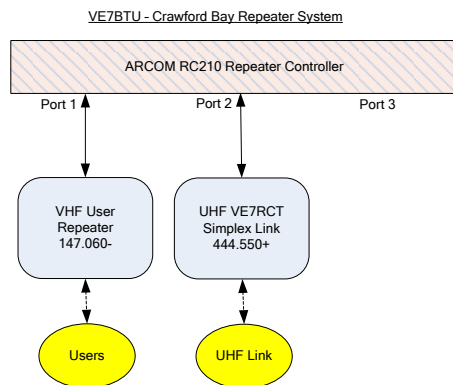 VE7BTU - Crawford Bay Repeater System
ARCOM RC210 Repeater Controller
Port 1
Port 2
Port 3
VHF User
Repeater
147.060-
UHF VE7RCT
Simplex Link
444.550+
Users
UHF Link